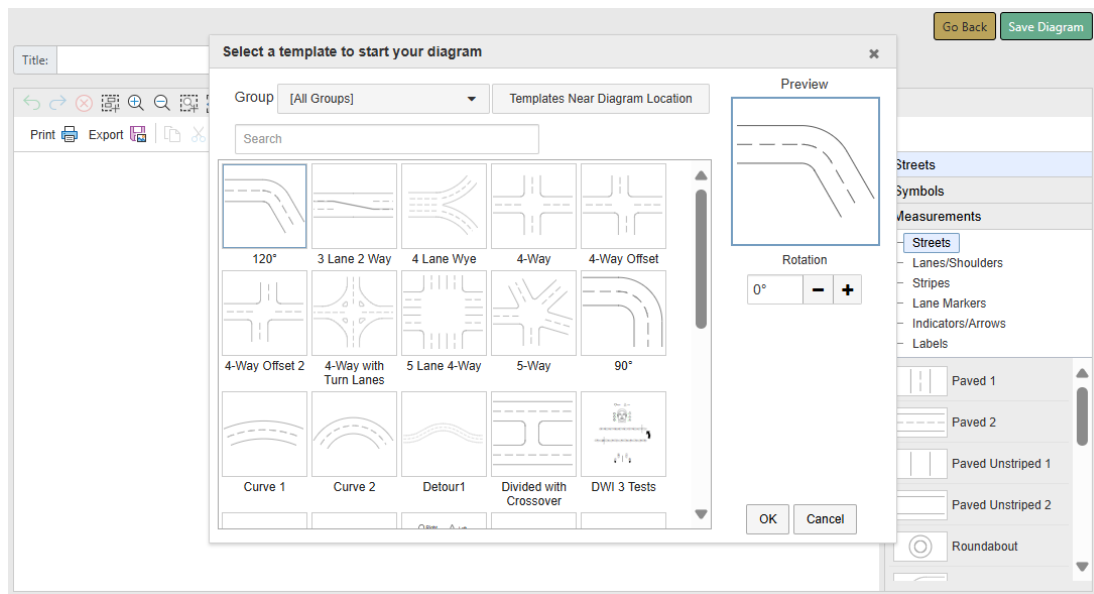 Go Back
Save Diagram
Title:
Select a template to start your diagram
Group
[All Groups]
Templates Near Diagram Location
Preview
Search
Print
Export
120°
3 Lane 2 Way
4 Lane Wye
4-Way
4-Way Offset
4-Way Offset 2
4-Way with
Turn Lanes
5 Lane 4-Way
5-Way
90°
Curve 1
Curve 2
Detour1
Divided with
Crossover
DWI 3 Tests
Rotation
0°
OK
Cancel
Streets
Symbols
Measurements
Streets
Lanes/Shoulders
Stripes
Lane Markers
Indicators/Arrows
Labels
Paved 1
Paved 2
Paved Unstriped 1
Paved Unstriped 2
Roundabout